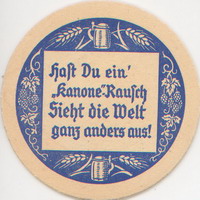 Hast Du ein'
„Kanone“-Rausch
Sieht die Welt
ganz anders aus!